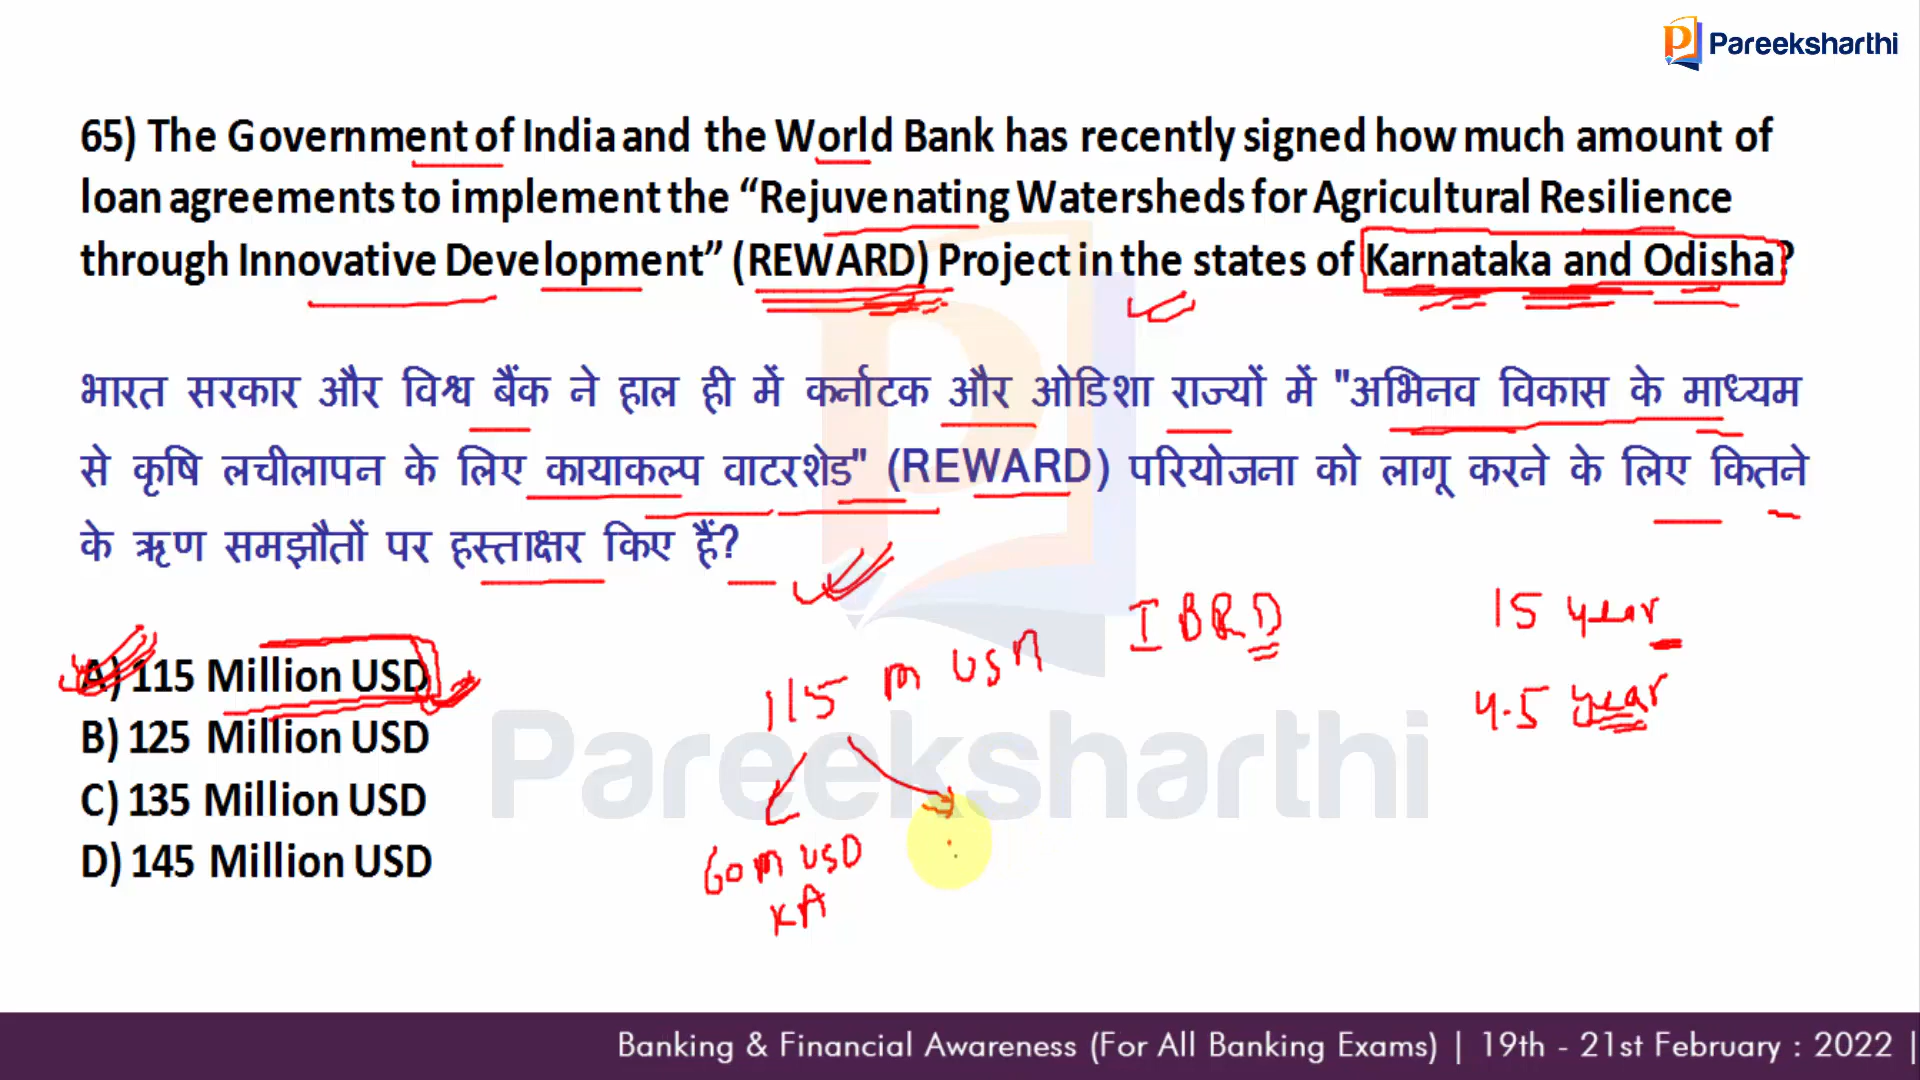 Pareeksharthi
65) The Government of India and the World Bank has recently signed how much amount of
loan agreements to implement the “Rejuvenating Watersheds for Agricultural Resilience
through Innovative Development” (REWARD) Project in the states of Karnataka and Odisha?
भारत सरकार और विश्व बैंक ने हाल ही में कर्नाटक और ओडिशा राज्यों में "अभिनव विकास के माध्यम
से कृषि लचीलापन के लिए कायाकल्प वाटरशेड" (REWARD) परियोजना को लागू करने के लिए कितने
के ऋण समझौतों पर हस्ताक्षर किए हैं?
A) 115 Million USD
B) 125 Million USD
C) 135 Million USD
D) 145 Million USD
IBRD
15 year
115 m USD
4.5 year
60 m USD
KA
Pareeksharthi
Banking & Financial Awareness (For All Banking Exams) | 19th - 21st February : 2022 |